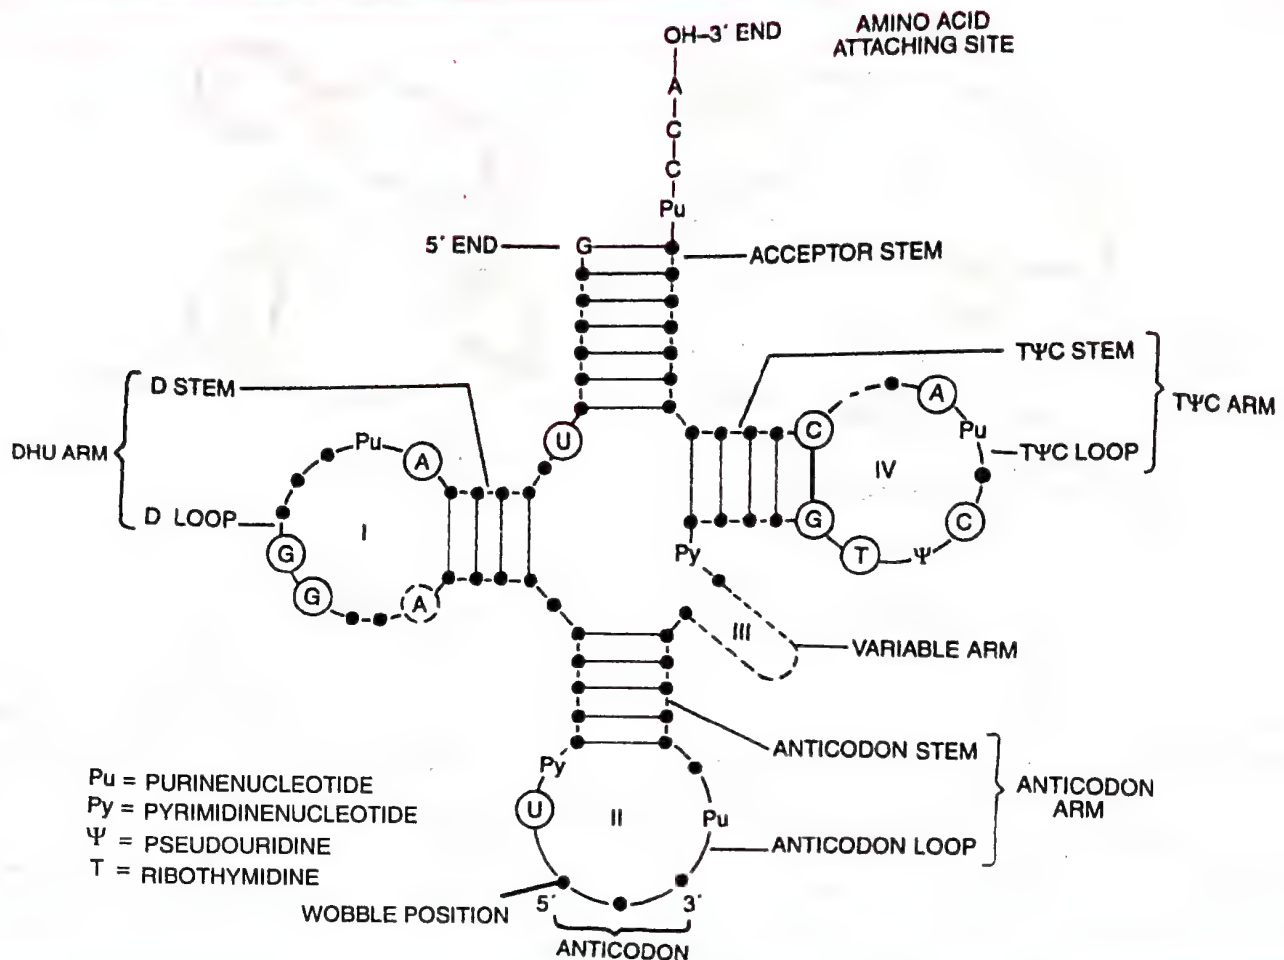 OH–3' END
AMINO ACID
ATTACHING SITE
A
C
C
Pu
5' END
G
ACCEPTOR STEM
U
TΨC STEM
TΨC ARM
TΨC LOOP
C
A
Pu
IV
C
Ψ
T
G
D STEM
DHU ARM
D LOOP
Pu
A
I
G
G
A
Py
III
VARIABLE ARM
ANTICODON STEM
ANTICODON
ARM
ANTICODON LOOP
Py
U
II
Pu
Pu = PURINENUCLEOTIDE
Py = PYRIMIDINENUCLEOTIDE
Ψ = PSEUDOURIDINE
T = RIBOTHYMIDINE
WOBBLE POSITION
5'
3'
ANTICODON